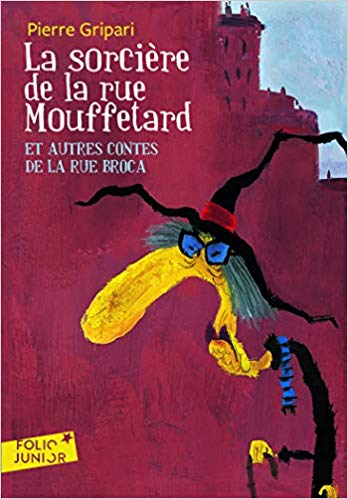 Pierre Gripari
La sorcière
de la rue
Mouffetard
ET AUTRES CONTES
DE LA RUE BROCA
FOLIO
JUNIOR